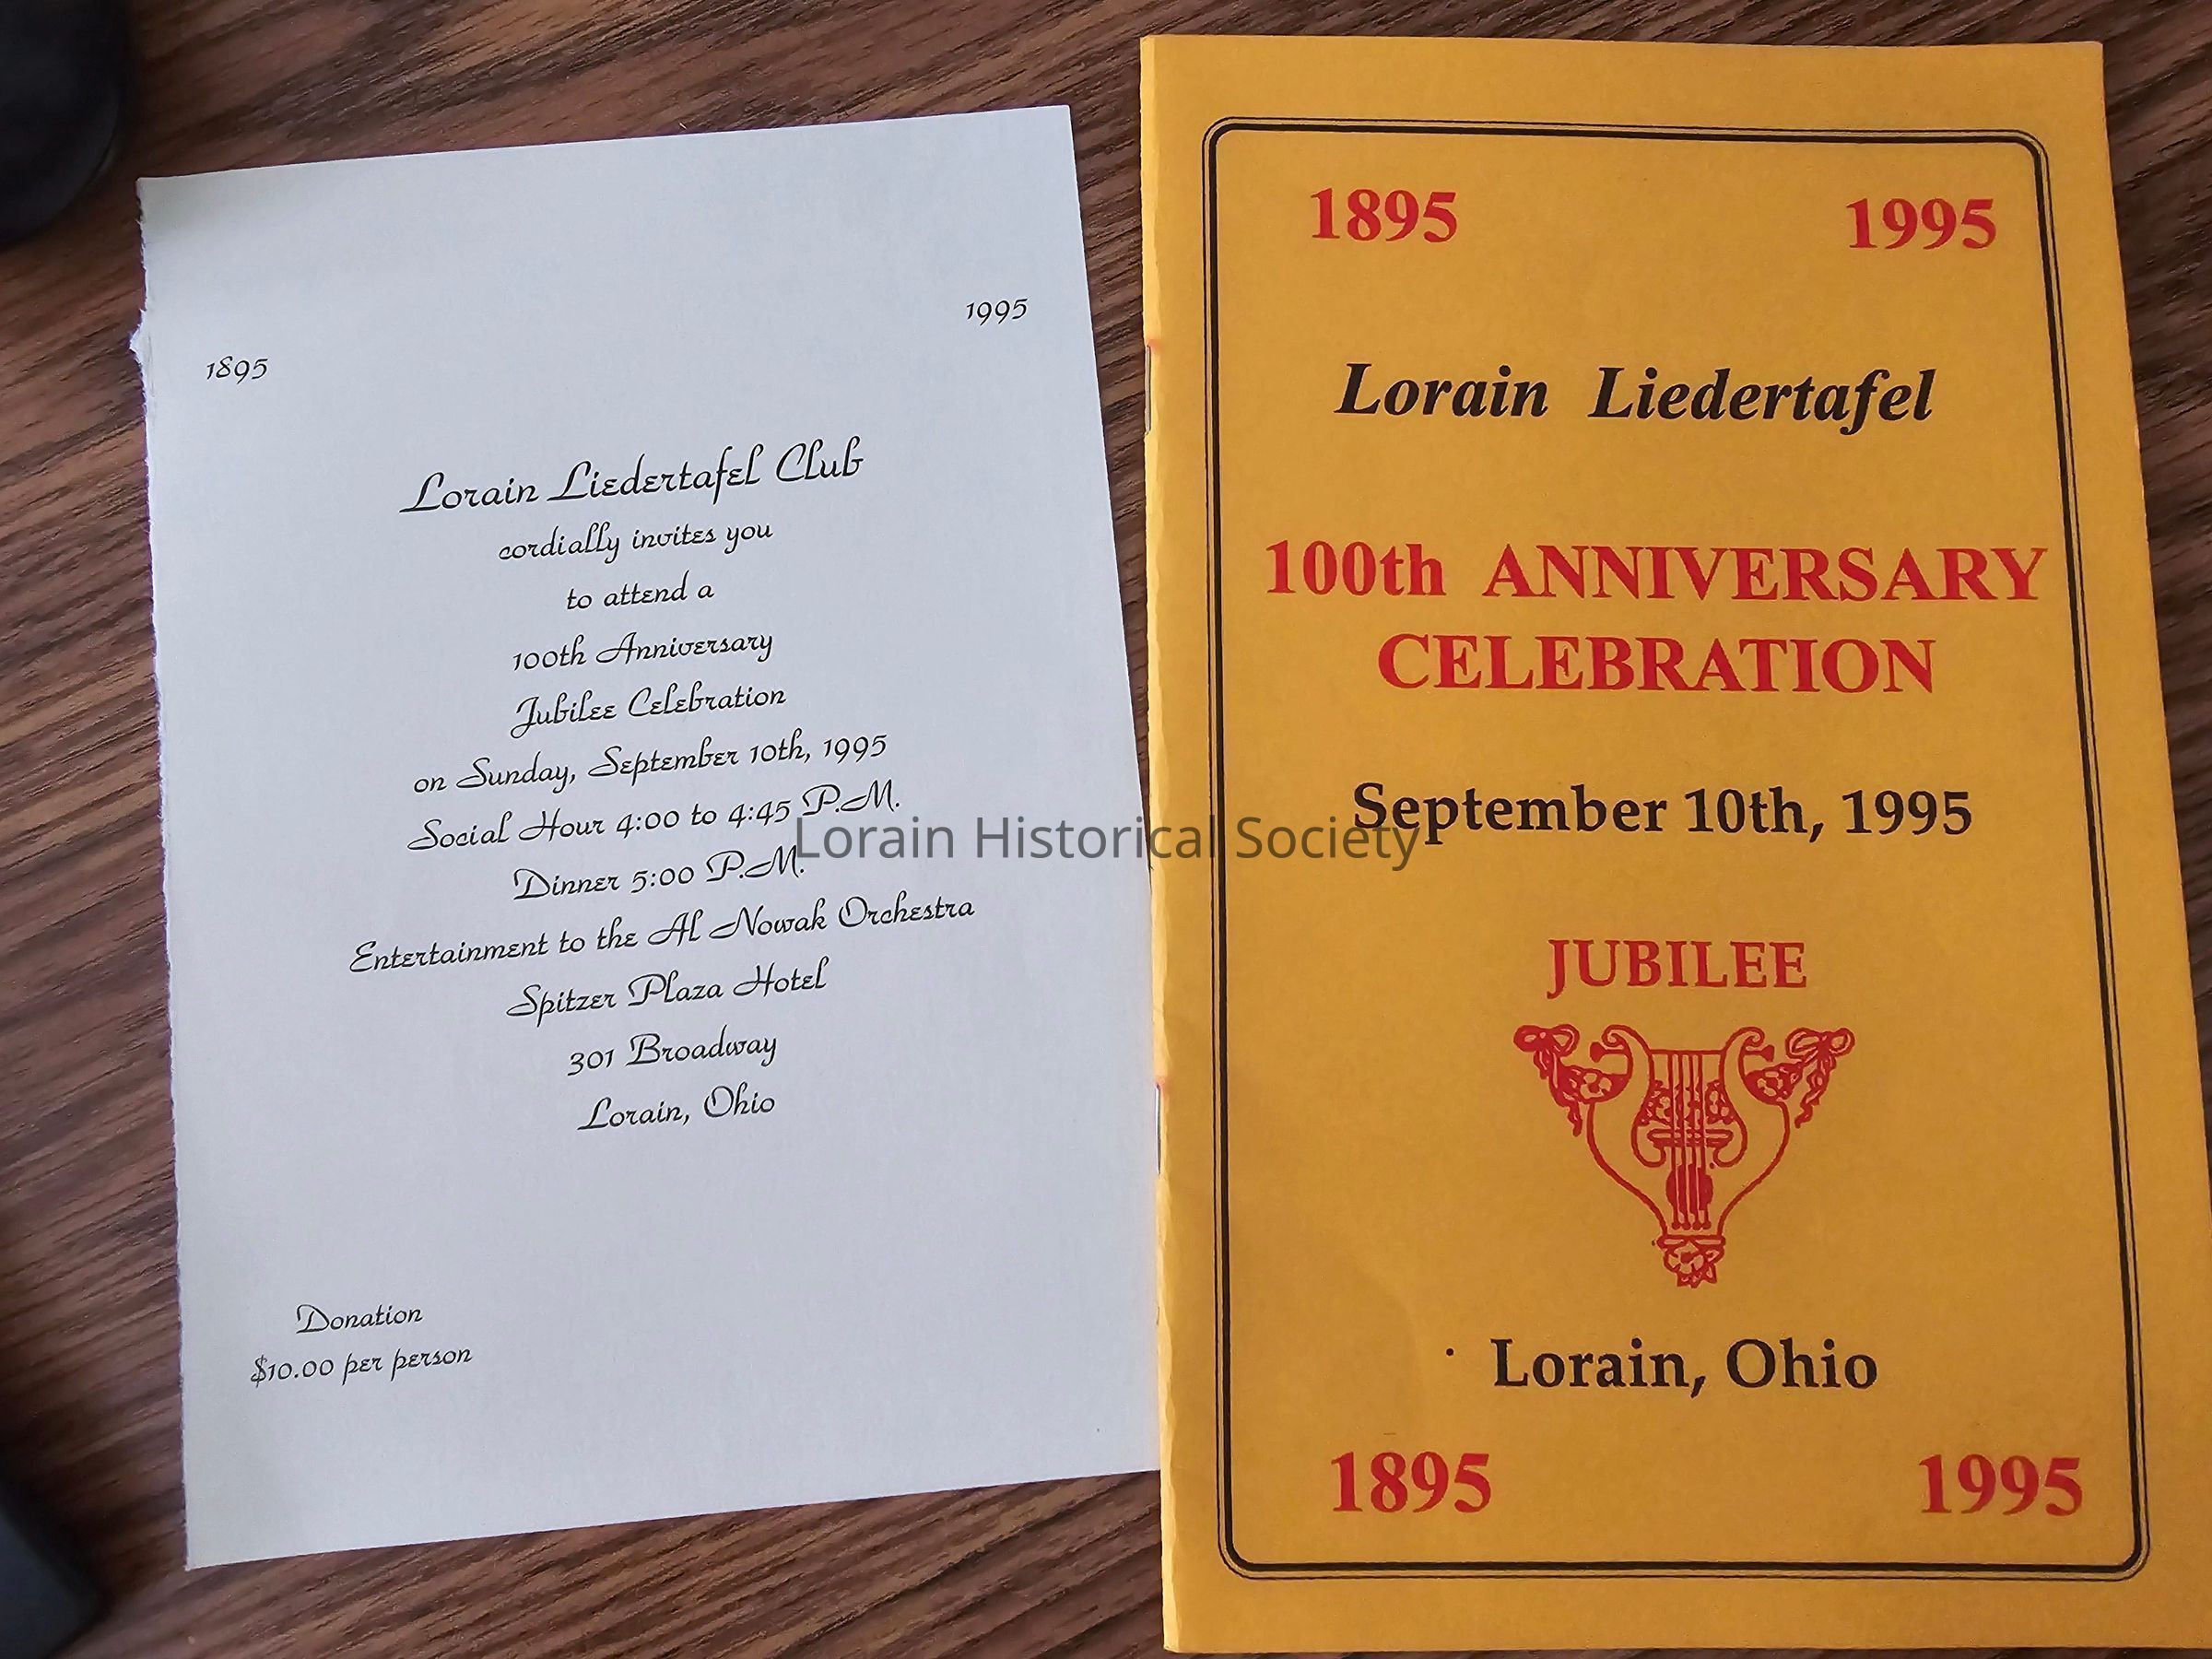 1895
1995
Lorain Liedertafel Club
cordially invites you
to attend a
100th Anniversary
Jubilee Celebration
on Sunday, September 10th, 1995
Social Hour 4:00 to 4:45 P.M.
Dinner 5:00 P.M.
Entertainment to the Al Nowak Orchestra
Spitzer Plaza Hotel
301 Broadway
Lorain, Ohio
Donation
$10.00 per person
1895 1995
Lorain Liedertafel
100th ANNIVERSARY
CELEBRATION
September 10th, 1995
JUBILEE
Lorain, Ohio
1895 1995
Lorain Historical Society